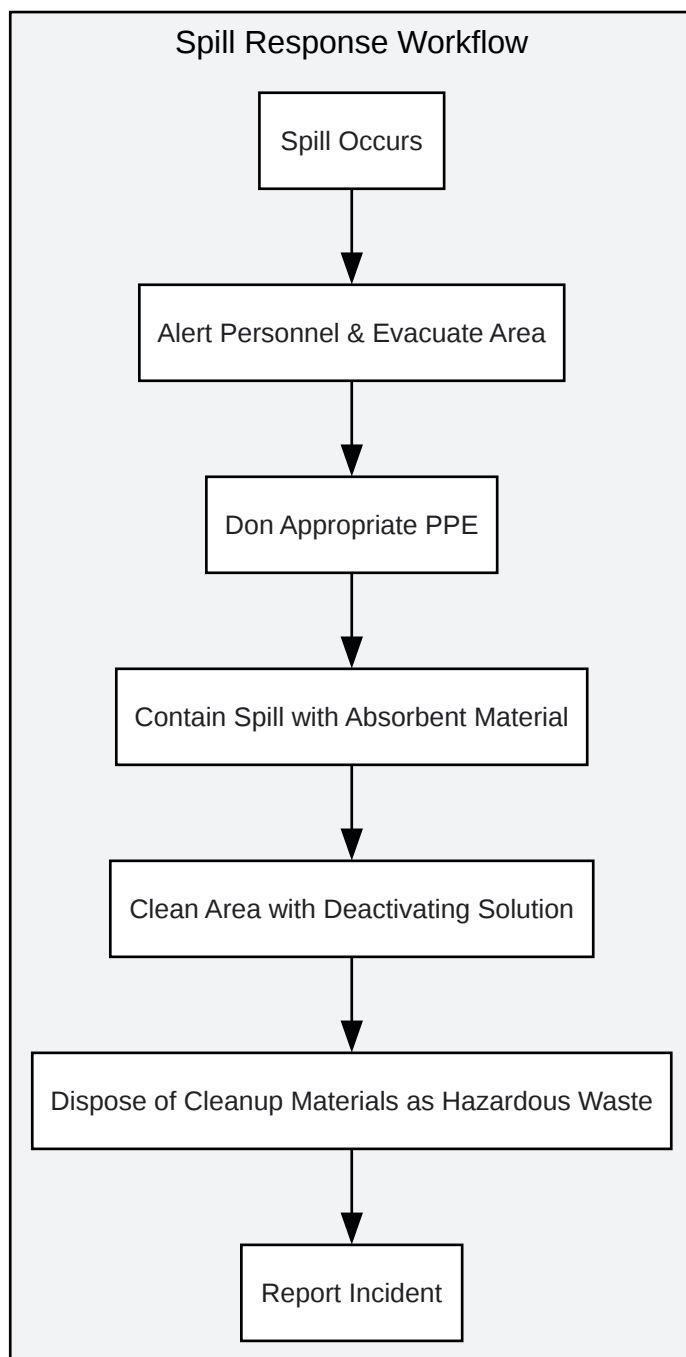 Spill Response Workflow
Spill Occurs
Alert Personnel & Evacuate Area
Don Appropriate PPE
Contain Spill with Absorbent Material
Clean Area with Deactivating Solution
Dispose of Cleanup Materials as Hazardous Waste
Report Incident